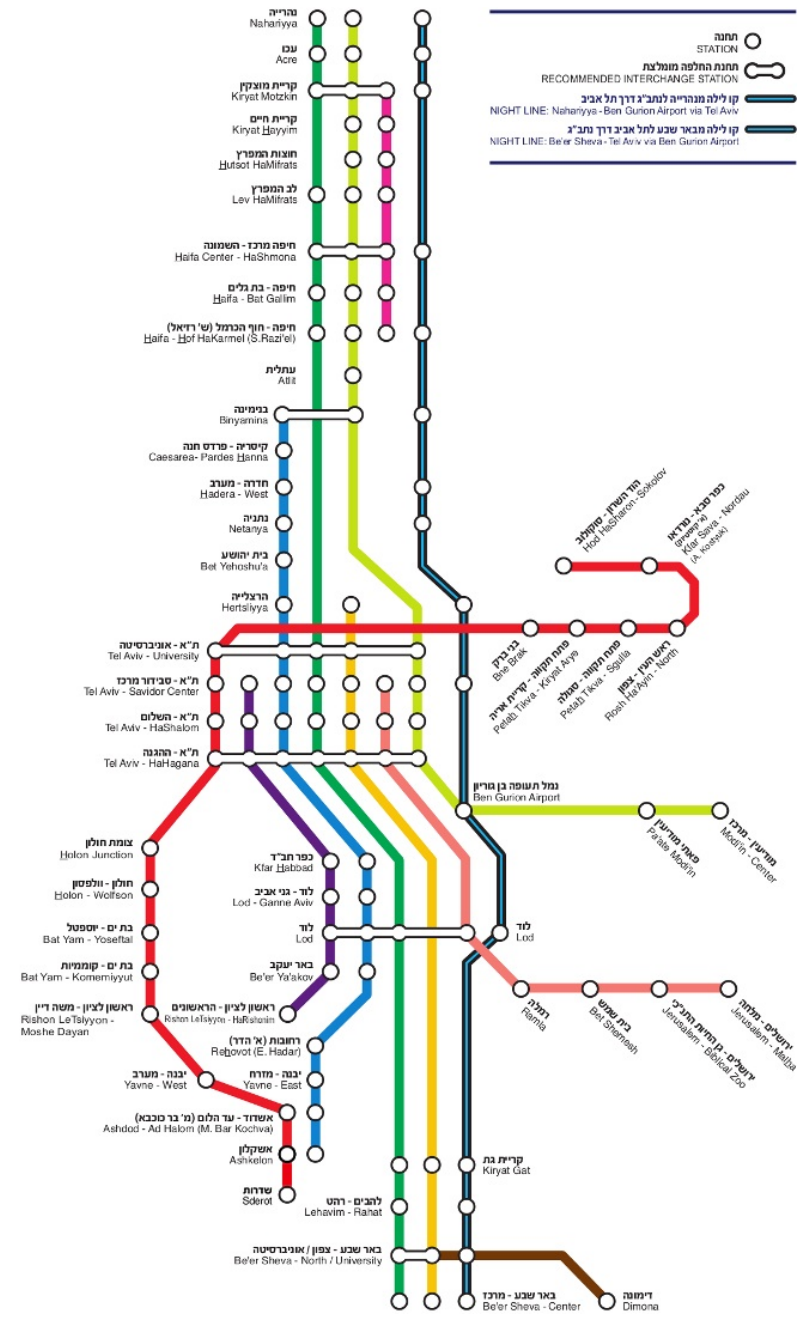 תחנה
STATION
תחנת החלפה מומלצת
RECOMMENDED INTERCHANGE STATION
קו לילה מנהרייה לנתב"ג דרך תל אביב
NIGHT LINE: Nahariyya - Ben Gurion Airport via Tel Aviv
קו לילה מבאר שבע לתל אביב דרך נתב"ג
NIGHT LINE: Be'er Sheva - Tel Aviv via Ben Gurion Airport
נהרייה
Nahariyya
עכו
Acre
קריית מוצקין
Kiryat Motzkin
קריית חיים
Kiryat Hayyim
חוצות המפרץ
Hutsot HaMifrats
לב המפרץ
Lev HaMifrats
חיפה מרכז - השמונה
Haifa Center - HaShmona
חיפה - בת גלים
Haifa - Bat Gallim
חיפה - חוף הכרמל (ש' רזיאל)
Haifa - Hof HaKarmel (S.Razi'el)
עתלית
Atlit
בנימינה
Binyamina
קיסריה - פרדס חנה
Caesarea- Pardes Hanna
חדרה - מערב
Hadera - West
נתניה
Netanya
בית יהושע
Bet Yehoshu'a
הרצלייה
Hertsliyya
הוד השרון - סוקולוב
Hod HaSharon-Sokolov
כפר סבא - נורדאו
(א' קוסטיוק)
Kfar Sava - Nordau
(A. Kostyuk)
ת"א - אוניברסיטה
Tel Aviv - University
בני ברק
Bne Brak
פתח תקווה - קריית אריה
Petah Tikva - Kiryat Arye
פתח תקווה - סגולה
Petah Tikva - Sgulla
ראש העין - צפון
Rosh Ha'Ayin - North
ת"א - סבידור מרכז
Tel Aviv - Savidor Center
ת"א - השלום
Tel Aviv - HaShalom
ת"א - ההגנה
Tel Aviv - HaHagana
נמל תעופה בן גוריון
Ben Gurion Airport
פאתי מודיעין
Pa'ate Modi'in
מודיעין - מרכז
Modi'in - Center
צומת חולון
Holon Junction
חולון - וולפסון
Holon - Wolfson
בת ים - יוספטל
Bat Yam - Yoseftal
בת ים - קוממיות
Bat Yam - Komemiyyut
ראשון לציון - משה דיין
Rishon LeTsiyyon -
Moshe Dayan
כפר חב"ד
Kfar Habbad
לוד - גני אביב
Lod - Ganne Aviv
לוד
Lod
לוד
Lod
באר יעקב
Be'er Ya'akov
ראשון לציון - הראשונים
Rishon LeTsiyyon - HaRishonim
רמלה
Ramla
בית שמש
Bet Shemesh
ירושלים - גן החיות התנ"כי
Jerusalem - Biblical Zoo
ירושלים - מלחה
Jerusalem - Malha
רחובות (א' הדר)
Rehovot (E. Hadar)
יבנה - מערב
Yavne - West
יבנה - מזרח
Yavne - East
אשדוד - עד הלום (מ' בר כוכבא)
Ashdod - Ad Halom (M. Bar Kochva)
אשקלון
Ashkelon
שדרות
Sderot
קריית גת
Kiryat Gat
להבים - רהט
Lehavim - Rahat
באר שבע - צפון / אוניברסיטה
Be'er Sheva - North / University
באר שבע - מרכז
Be'er Sheva - Center
דימונה
Dimona